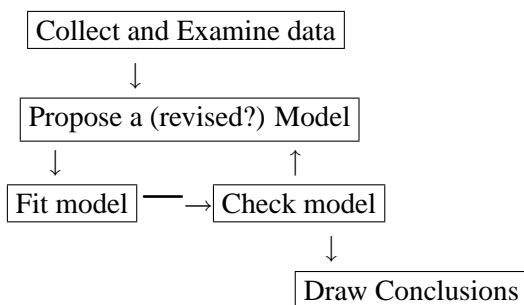 Collect and Examine data
Propose a (revised?) Model
Fit model
Check model
Draw Conclusions